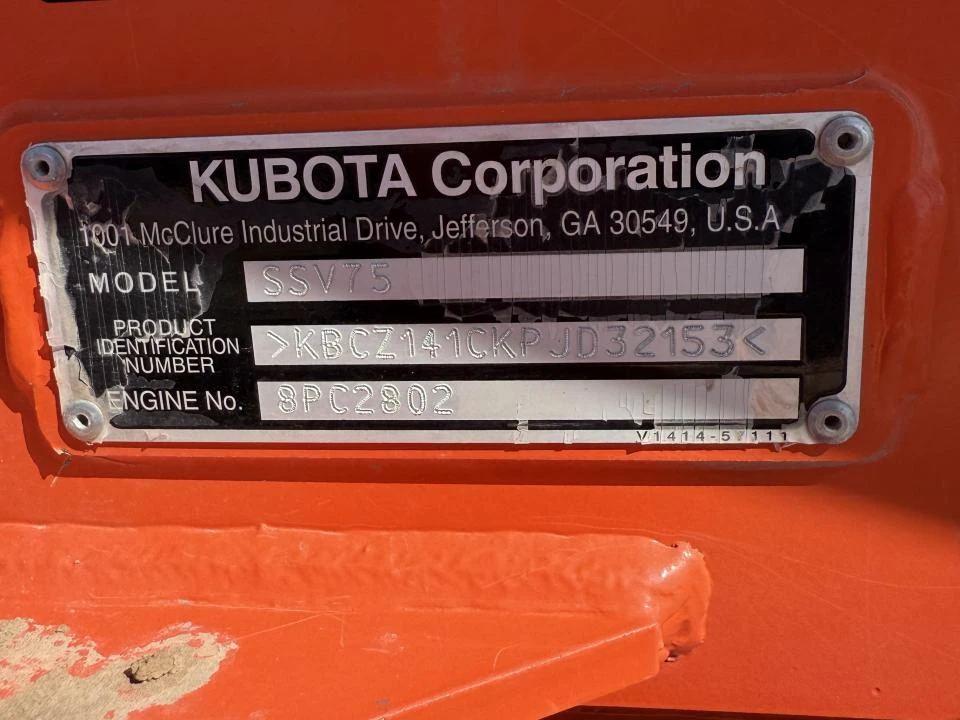 KUBOTA Corporation
1001 McClure Industrial Drive, Jefferson, GA 30549, U.S.A
MODEL SSV75
PRODUCT IDENTIFICATION NUMBER >KBCZ141CKPJD32153<
ENGINE No. 8PC2802
V1414-57111